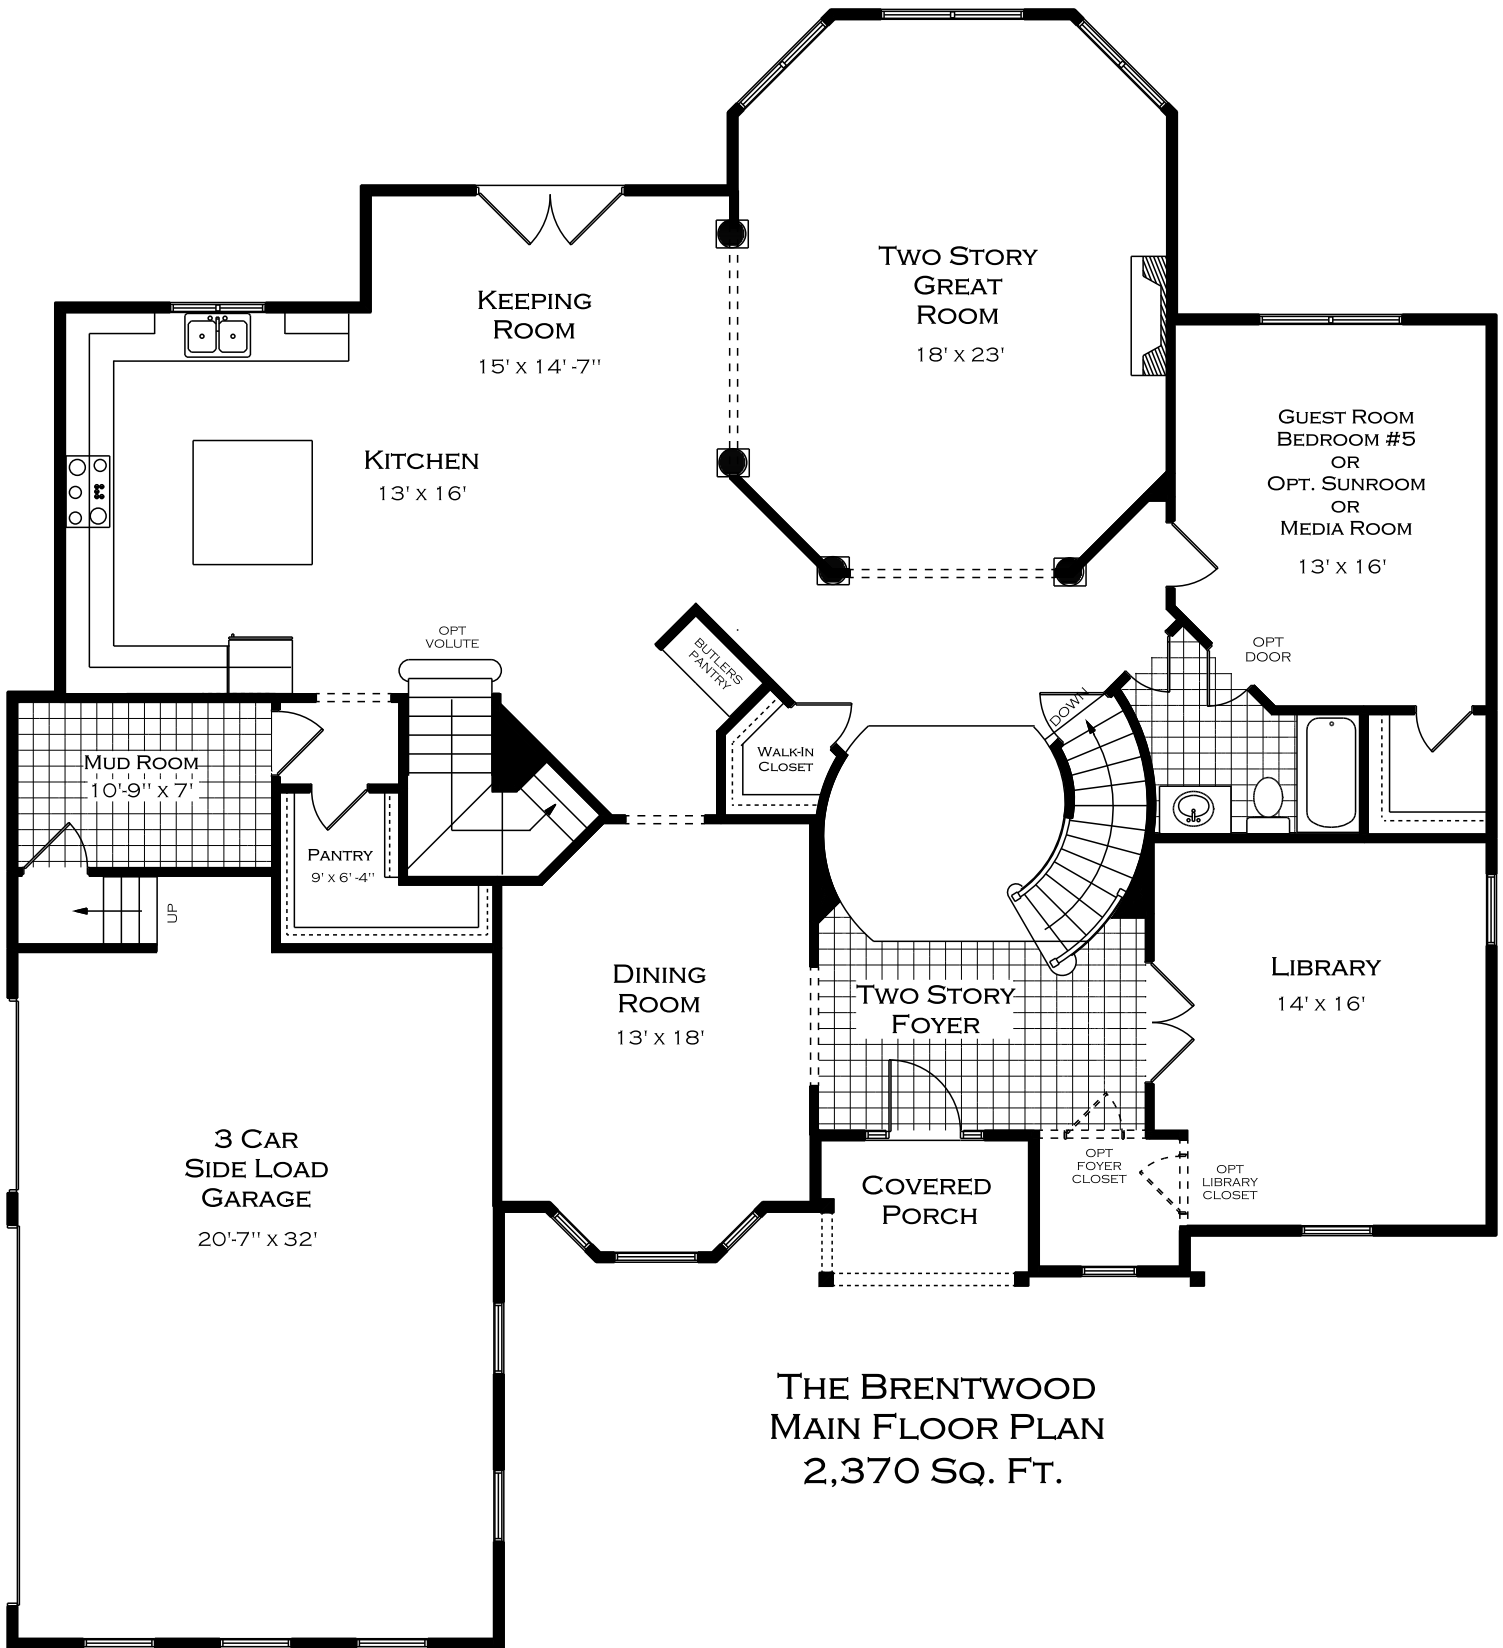 TWO STORY
GREAT
ROOM
18' X 23'
KEEPING
ROOM
15' X 14'-7"
KITCHEN
13' X 16'
GUEST ROOM
BEDROOM #5
OR
OPT. SUNROOM
OR
MEDIA ROOM
13' X 16'
OPT
VOLUTE
BUTLERS
PANTRY
OPT
DOOR
DOWN
MUD ROOM
10'-9" X 7'
WALK-IN
CLOSET
PANTRY
9' X 6'-4"
UP
DINING
ROOM
13' X 18'
TWO STORY
FOYER
LIBRARY
14' X 16'
3 CAR
SIDE LOAD
GARAGE
20'-7" X 32'
COVERED
PORCH
OPT
FOYER
CLOSET
OPT
LIBRARY
CLOSET
THE BRENTWOOD
MAIN FLOOR PLAN
2,370 SQ. FT.